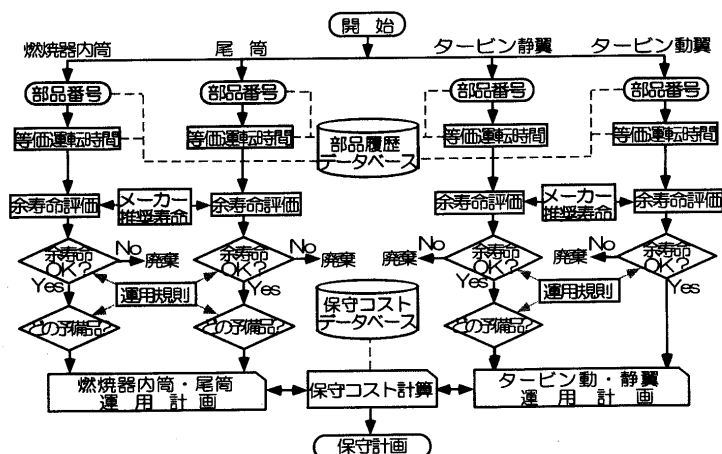 開 始
燃焼器内筒
尾 筒
タービン静翼
タービン動翼
部品番号
部品番号
部品番号
部品番号
等価運転時間
等価運転時間
部品履歴
データベース
等価運転時間
等価運転時間
余寿命評価
メーカー
推奨寿命
余寿命評価
余寿命評価
メーカー
推奨寿命
余寿命評価
余寿命
OK?
No
廃棄
Yes
余寿命
OK?
No
廃棄
Yes
廃棄
No
余寿命
OK?
Yes
廃棄
No
余寿命
OK?
Yes
運用規則
運用規則
どの予備品?
どの予備品?
保守コスト
データベース
どの予備品?
燃焼器内筒・尾筒
運 用 計 画
保守コスト計算
タービン動・静翼
運 用 計 画
保守計画